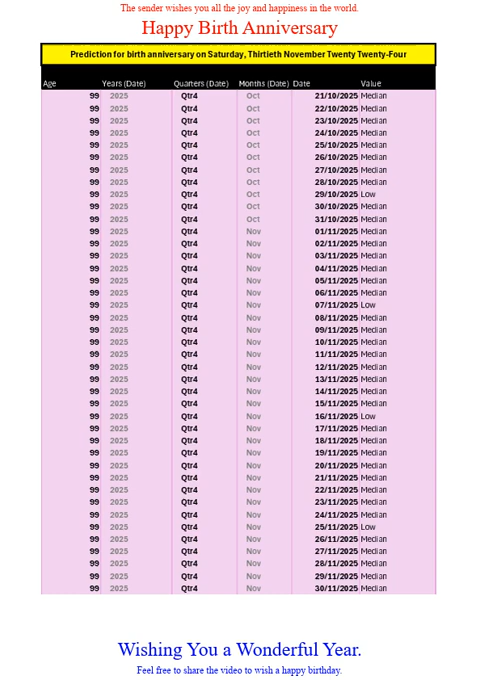 The sender wishes you all the joy and happiness in the world.
Happy Birth Anniversary
Prediction for birth anniversary on Saturday, Thirtieth November Twenty Twenty-Four
Age Years (Date) Quarters (Date) Months (Date) Date Value
99 2025 Qtr4 Oct 21/10/2025 Median
99 2025 Qtr4 Oct 22/10/2025 Median
99 2025 Qtr4 Oct 23/10/2025 Median
99 2025 Qtr4 Oct 24/10/2025 Median
99 2025 Qtr4 Oct 25/10/2025 Median
99 2025 Qtr4 Oct 26/10/2025 Median
99 2025 Qtr4 Oct 27/10/2025 Median
99 2025 Qtr4 Oct 28/10/2025 Median
99 2025 Qtr4 Oct 29/10/2025 Low
99 2025 Qtr4 Oct 30/10/2025 Median
99 2025 Qtr4 Oct 31/10/2025 Median
99 2025 Qtr4 Nov 01/11/2025 Median
99 2025 Qtr4 Nov 02/11/2025 Median
99 2025 Qtr4 Nov 03/11/2025 Median
99 2025 Qtr4 Nov 04/11/2025 Median
99 2025 Qtr4 Nov 05/11/2025 Median
99 2025 Qtr4 Nov 06/11/2025 Median
99 2025 Qtr4 Nov 07/11/2025 Low
99 2025 Qtr4 Nov 08/11/2025 Median
99 2025 Qtr4 Nov 09/11/2025 Median
99 2025 Qtr4 Nov 10/11/2025 Median
99 2025 Qtr4 Nov 11/11/2025 Median
99 2025 Qtr4 Nov 12/11/2025 Median
99 2025 Qtr4 Nov 13/11/2025 Median
99 2025 Qtr4 Nov 14/11/2025 Median
99 2025 Qtr4 Nov 15/11/2025 Median
99 2025 Qtr4 Nov 16/11/2025 Low
99 2025 Qtr4 Nov 17/11/2025 Median
99 2025 Qtr4 Nov 18/11/2025 Median
99 2025 Qtr4 Nov 19/11/2025 Median
99 2025 Qtr4 Nov 20/11/2025 Median
99 2025 Qtr4 Nov 21/11/2025 Median
99 2025 Qtr4 Nov 22/11/2025 Median
99 2025 Qtr4 Nov 23/11/2025 Median
99 2025 Qtr4 Nov 24/11/2025 Median
99 2025 Qtr4 Nov 25/11/2025 Low
99 2025 Qtr4 Nov 26/11/2025 Median
99 2025 Qtr4 Nov 27/11/2025 Median
99 2025 Qtr4 Nov 28/11/2025 Median
99 2025 Qtr4 Nov 29/11/2025 Median
99 2025 Qtr4 Nov 30/11/2025 Median
Wishing You a Wonderful Year.
Feel free to share the video to wish a happy birthday.